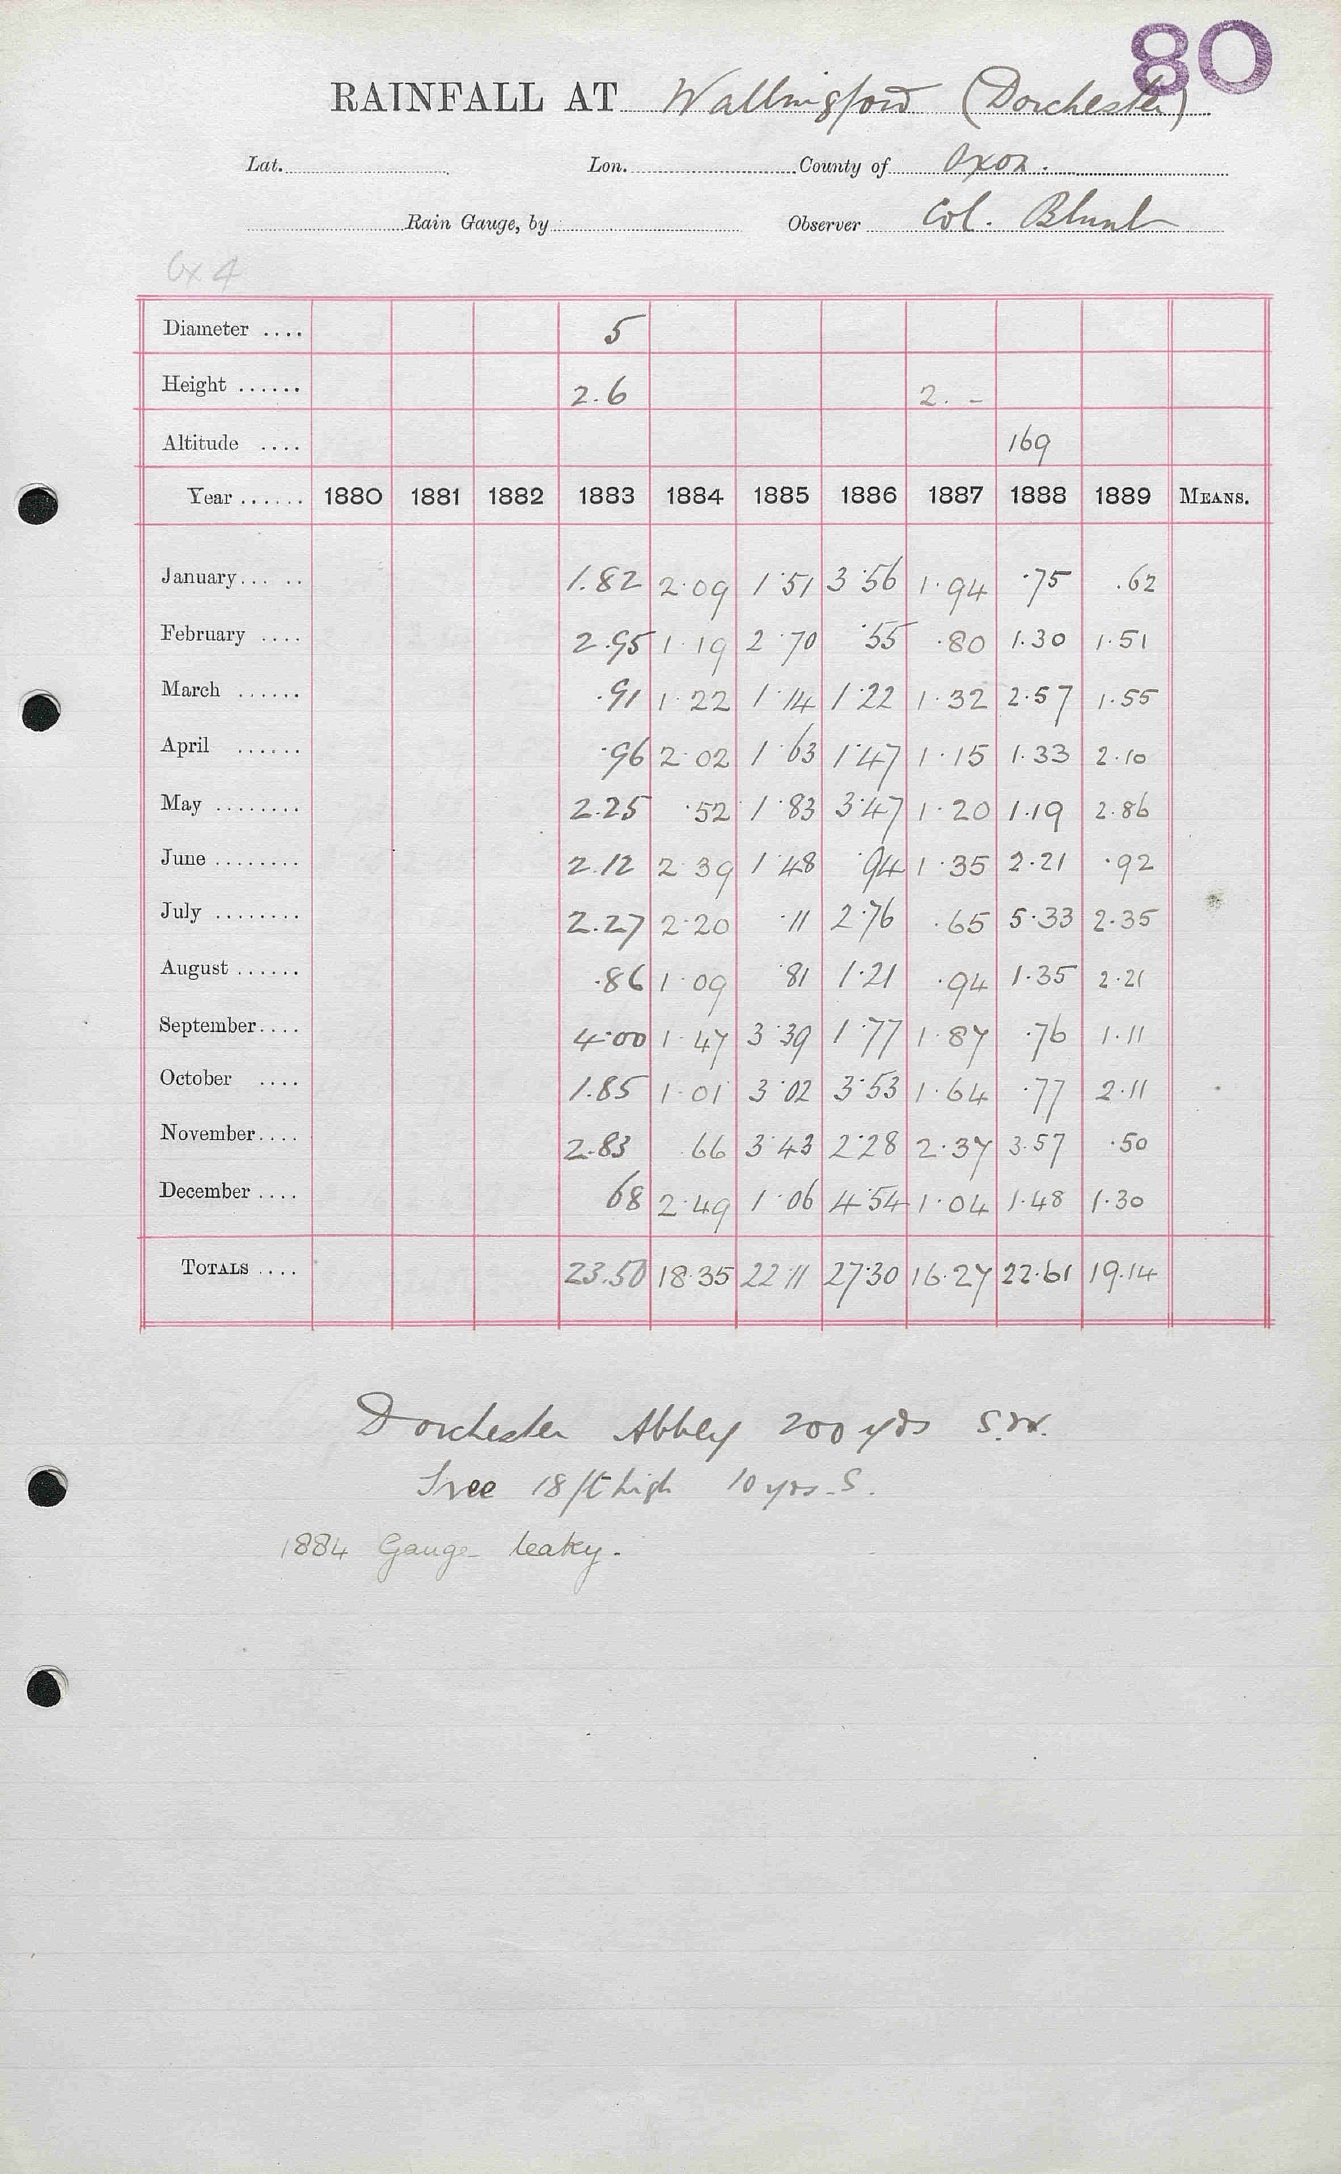 80
RAINFALL AT Wallingford (Dorchester)
Lat. Lon. County of Oxon.
Rain Gauge, by Observer Col. Blunt
Ox 4
Diameter .... 5
Height ...... 2.6 2. -
Altitude .... 169
Year ...... 1880 1881 1882 1883 1884 1885 1886 1887 1888 1889 MEANS.
January... .. 1.82 2.09 1.51 3.56 1.94 .75 .62
February .... 2.95 1.19 2.70 .55 .80 1.30 1.51
March ...... .91 1.22 1.14 1.22 1.32 2.57 1.55
April ...... .96 2.02 1.63 1.47 1.15 1.33 2.10
May ........ 2.25 .52 1.83 3.47 1.20 1.19 2.86
June ........ 2.12 2.39 1.48 .94 1.35 2.21 .92
July ........ 2.27 2.20 .11 2.76 .65 5.33 2.35
August ...... .86 1.09 .81 1.21 .94 1.35 2.21
September.... 4.00 1.47 3.39 1.77 1.87 .76 1.11
October .... 1.85 1.01 3.02 3.53 1.64 .77 2.11
November.... 2.83 .66 3.43 2.28 2.37 3.57 .50
December .... 68 2.49 1.06 4.54 1.04 1.48 1.30
TOTALS .... 23.50 18.35 22.11 27.30 16.27 22.61 19.14
Dorchester Abbey 200 yds S.W.
Tree 18 ft high 10 yds. S.
1884 Gauge leaky.